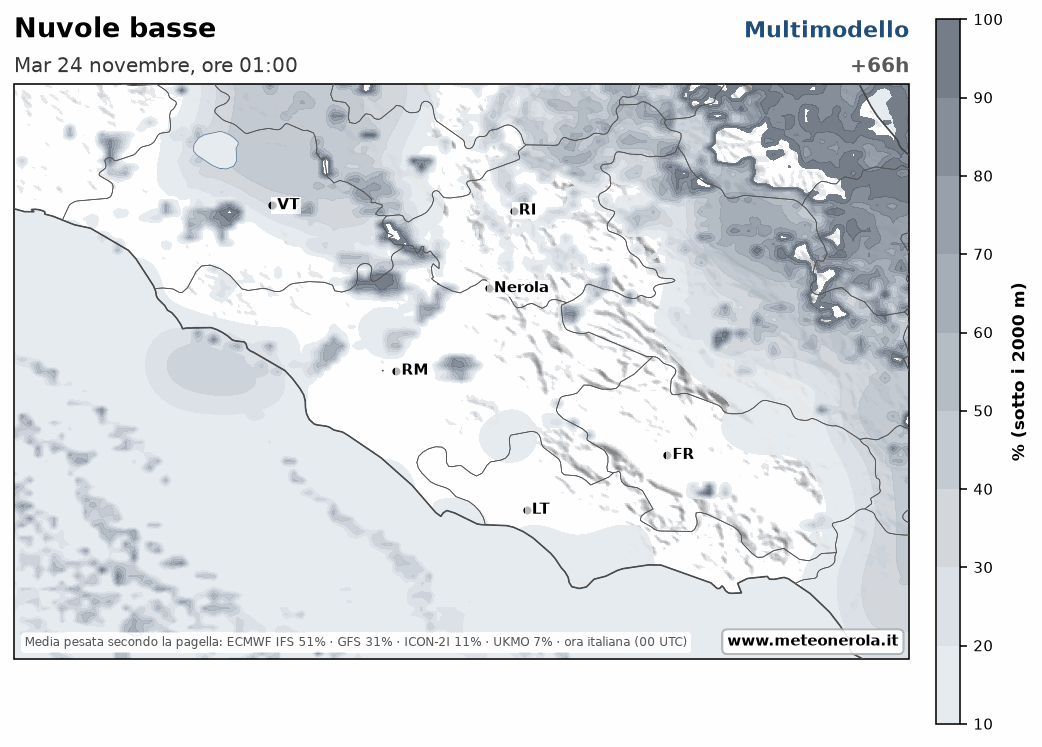 Nuvole basse
Multimodello
Mar 24 novembre, ore 01:00
+66h
VT
RI
Nerola
RM
FR
LT
Media pesata secondo la pagella: ECMWF IFS 51% · GFS 31% · ICON-2I 11% · UKMO 7% · ora italiana (00 UTC)
www.meteonerola.it
100
90
80
70
60
50
40
30
20
10
% (sotto i 2000 m)